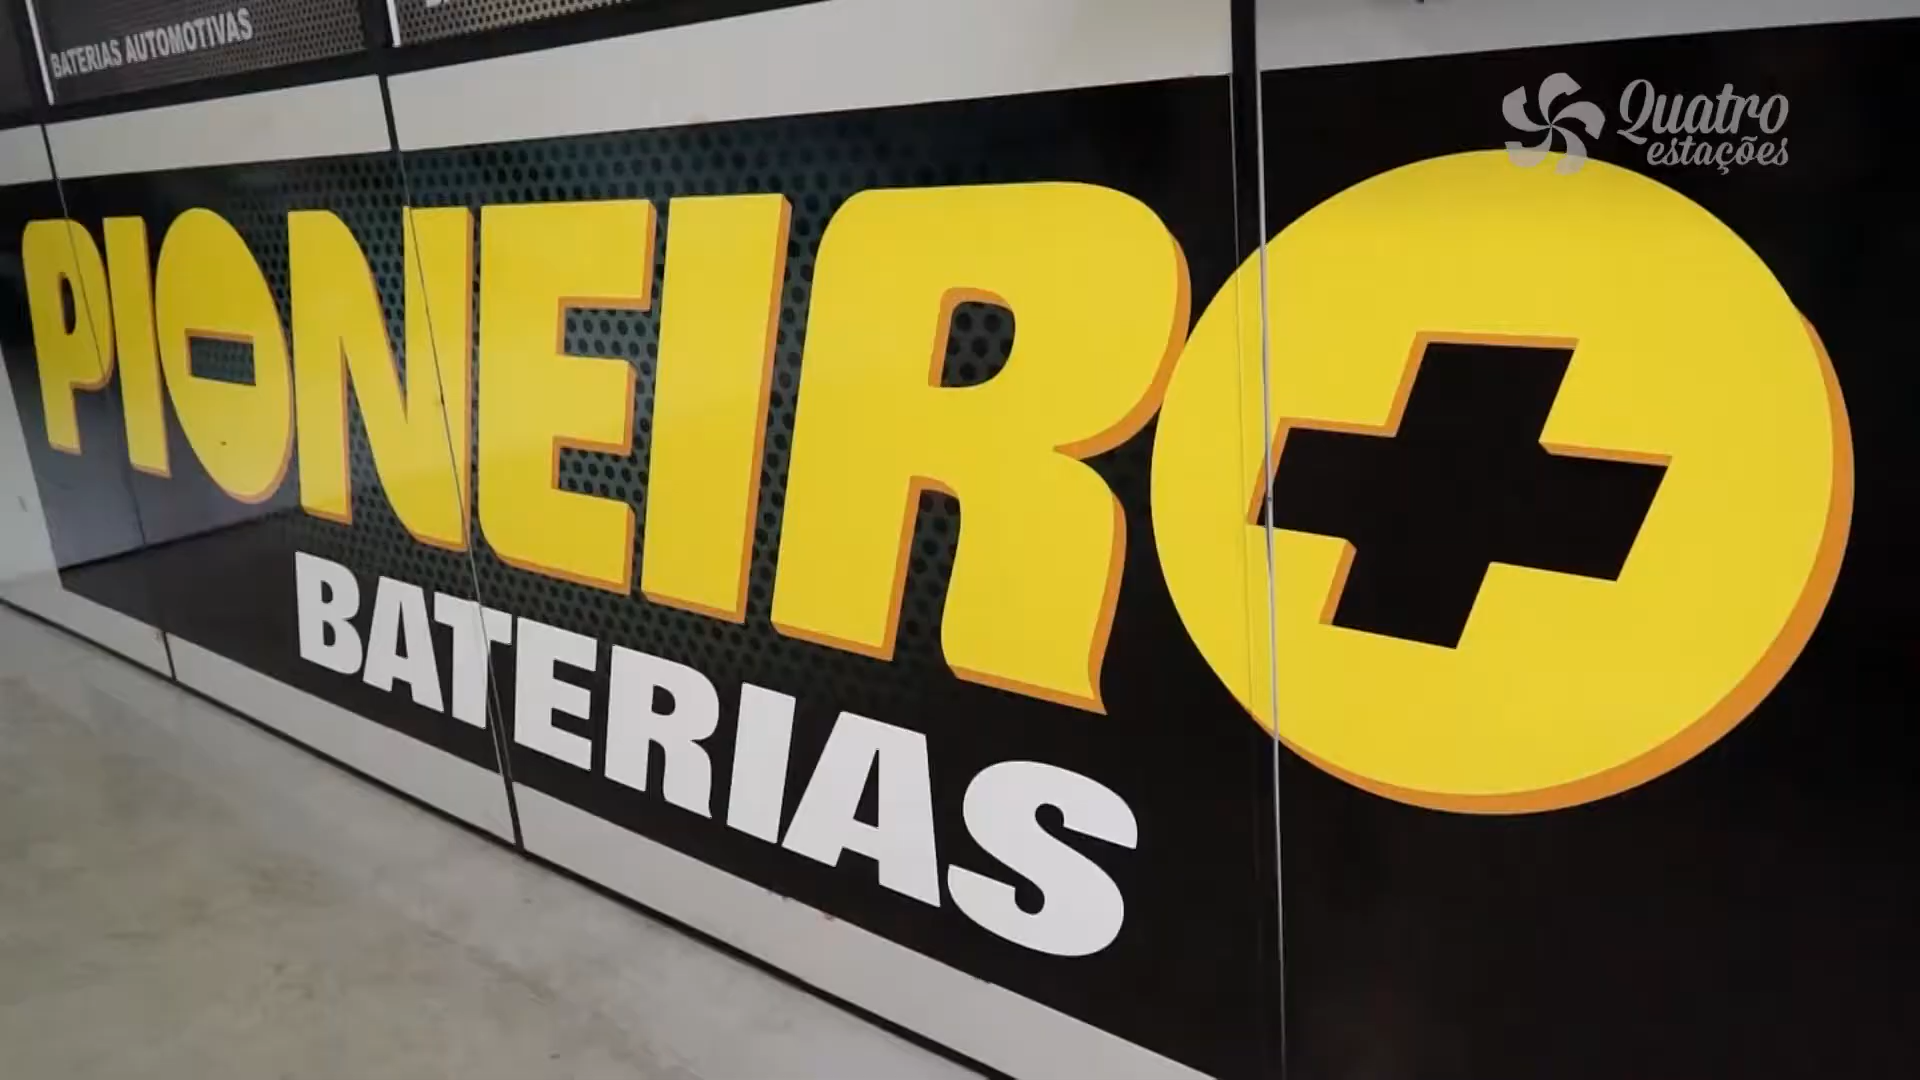 BATERIAS AUTOMOTIVAS
Quatro
estações
PIONEIRO
BATERIAS